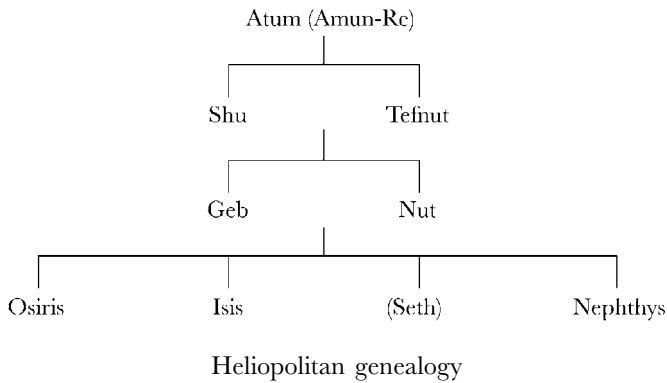 Atum (Amun-Re)
Shu Tefnut
Geb Nut
Osiris Isis (Seth) Nephthys
Heliopolitan genealogy